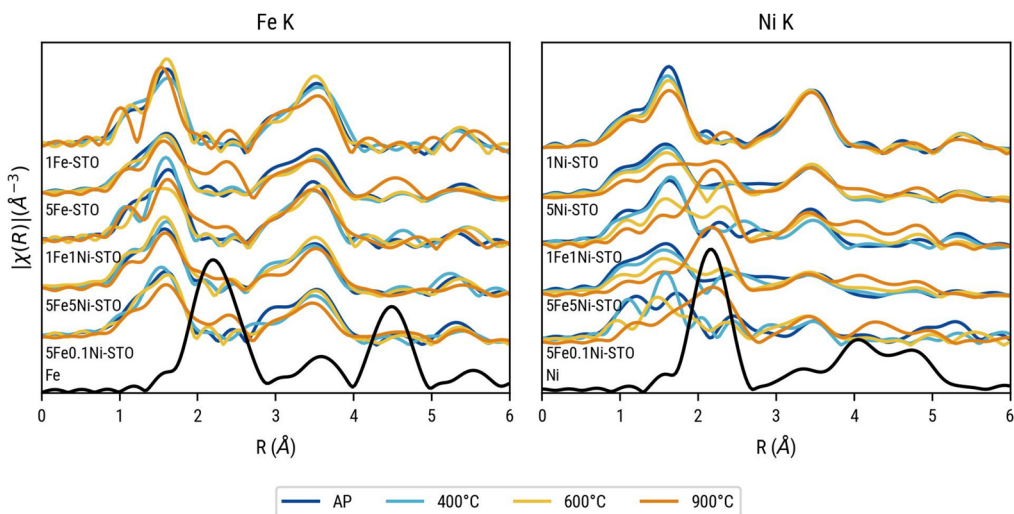 Fe K
Ni K
|χ(R)|(Å⁻³)
1Fe-STO
5Fe-STO
1Fe1Ni-STO
5Fe5Ni-STO
5Fe0.1Ni-STO
Fe
0 1 2 3 4 5 6
R (Å)
1Ni-STO
5Ni-STO
1Fe1Ni-STO
5Fe5Ni-STO
5Fe0.1Ni-STO
Ni
0 1 2 3 4 5 6
R (Å)
AP 400°C 600°C 900°C